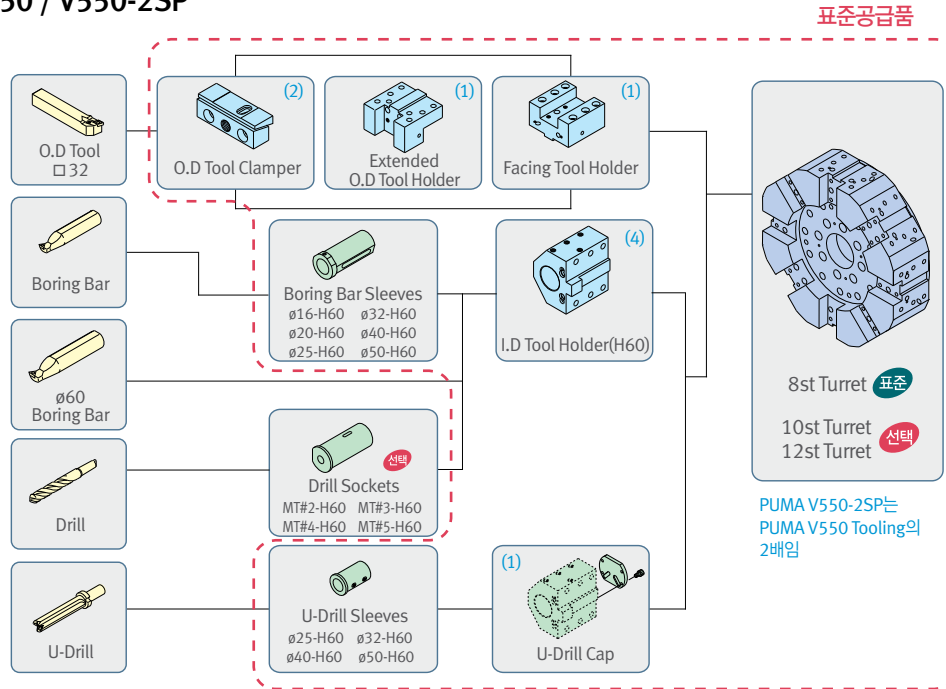 50 / V550-2SP
표준공급품
O.D Tool
□ 32
(2)
O.D Tool Clamper
(1)
Extended
O.D Tool Holder
(1)
Facing Tool Holder
Boring Bar
Boring Bar Sleeves
ø16-H60 ø32-H60
ø20-H60 ø40-H60
ø25-H60 ø50-H60
(4)
I.D Tool Holder(H60)
ø60
Boring Bar
Drill
선택
Drill Sockets
MT#2-H60 MT#3-H60
MT#4-H60 MT#5-H60
U-Drill
U-Drill Sleeves
ø25-H60 ø32-H60
ø40-H60 ø50-H60
(1)
U-Drill Cap
8st Turret 표준
10st Turret
12st Turret
선택
PUMA V550-2SP는
PUMA V550 Tooling의
2배임